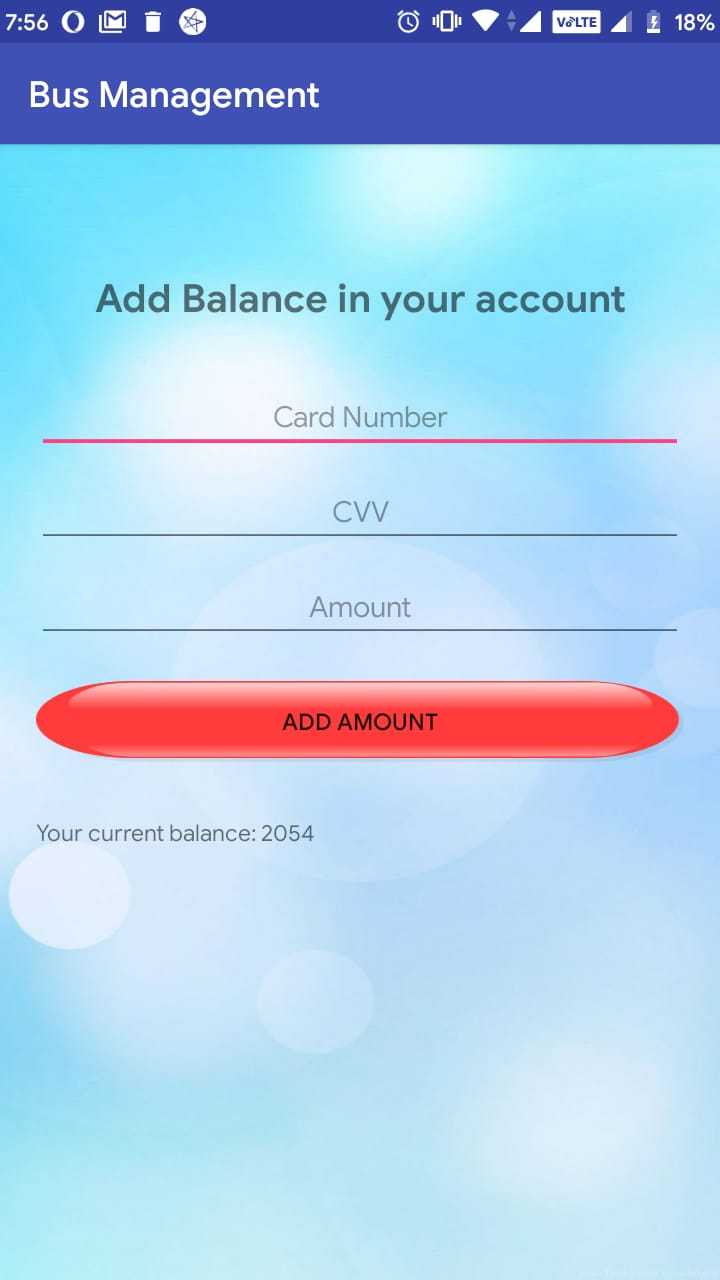 7:56 VoLTE 18%
Bus Management
Add Balance in your account
Card Number
CVV
Amount
ADD AMOUNT
Your current balance: 2054